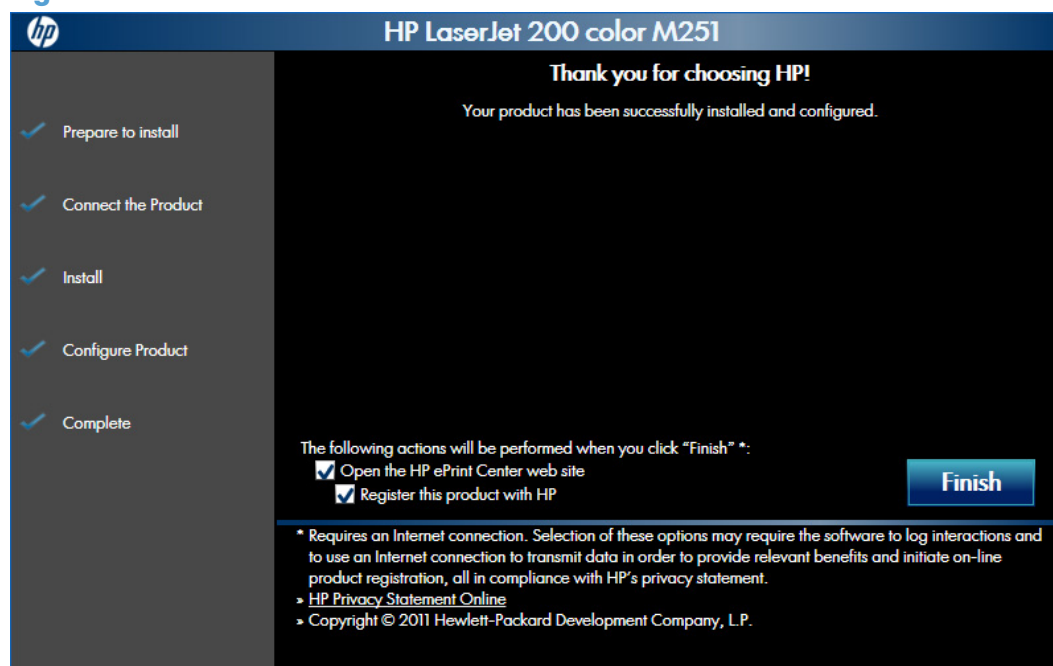 hp
HP LaserJet 200 color M251
Prepare to install
Connect the Product
Install
Configure Product
Complete
Thank you for choosing HP!
Your product has been successfully installed and configured.
The following actions will be performed when you click “Finish” *:
Open the HP ePrint Center web site
Register this product with HP
Finish
* Requires an Internet connection. Selection of these options may require the software to log interactions and
to use an Internet connection to transmit data in order to provide relevant benefits and initiate on-line
product registration, all in compliance with HP’s privacy statement.
» HP Privacy Statement Online
» Copyright © 2011 Hewlett-Packard Development Company, L.P.